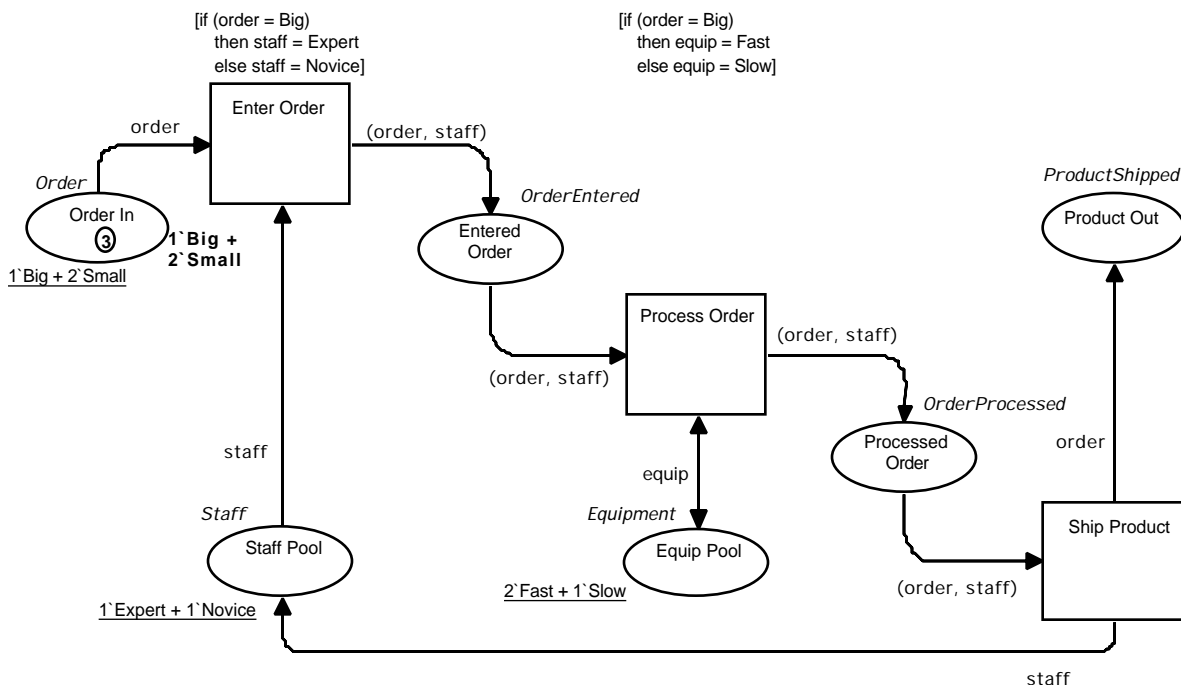 [if (order = Big)
then staff = Expert
else staff = Novice]
[if (order = Big)
then equip = Fast
else equip = Slow]
Enter Order
order
(order, staff)
Order
Order In
3
1`Big +
2`Small
1`Big + 2`Small
OrderEntered
Entered
Order
ProductShipped
Product Out
Process Order
(order, staff)
(order, staff)
OrderProcessed
Processed
Order
order
staff
equip
Staff
Staff Pool
1`Expert + 1`Novice
Equipment
Equip Pool
2`Fast + 1`Slow
Ship Product
(order, staff)
staff